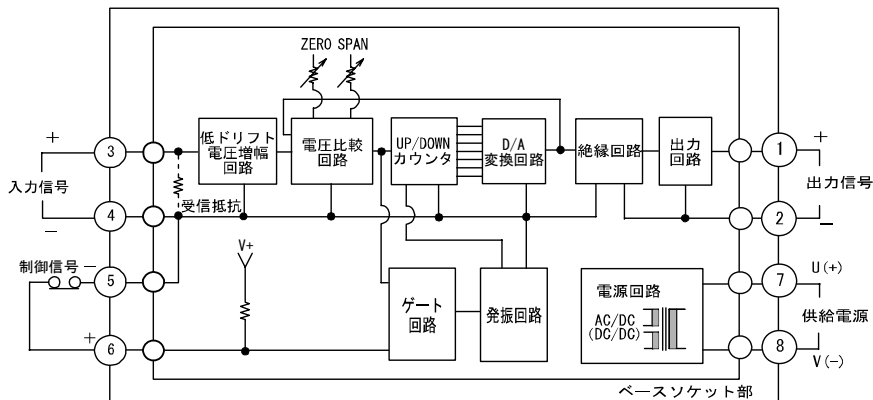 ZERO SPAN
低ドリフト
電圧増幅
回路
電圧比較
回路
UP/DOWN
カウンタ
D/A
変換回路
絶縁回路
出力
回路
+
3
入力信号
4
−
受信抵抗
+
1
出力信号
2
−
制御信号 −
5
+
6
V+
ゲート
回路
発振回路
電源回路
AC/DC
(DC/DC)
7
U(+)
供給電源
8
V(−)
ベースソケット部